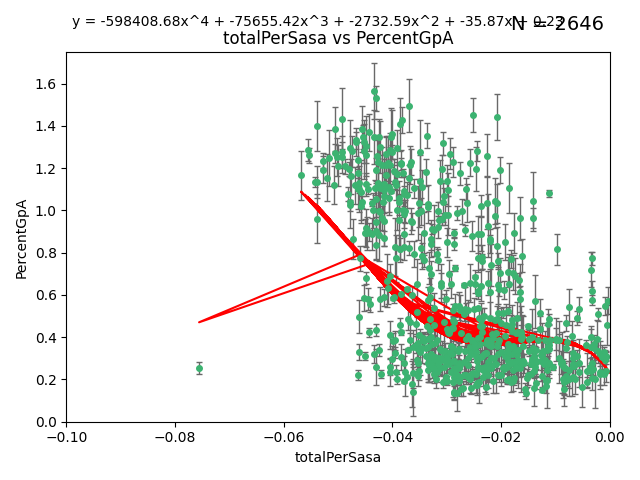 y = -598408.68x^4 + -75655.42x^3 + -2732.59x^2 + -35.87x + 0.23
N = 2646
totalPerSasa vs PercentGpA
PercentGpA
1.6
1.4
1.2
1.0
0.8
0.6
0.4
0.2
0.0
−0.10 −0.08 −0.06 −0.04 −0.02 0.00
totalPerSasa